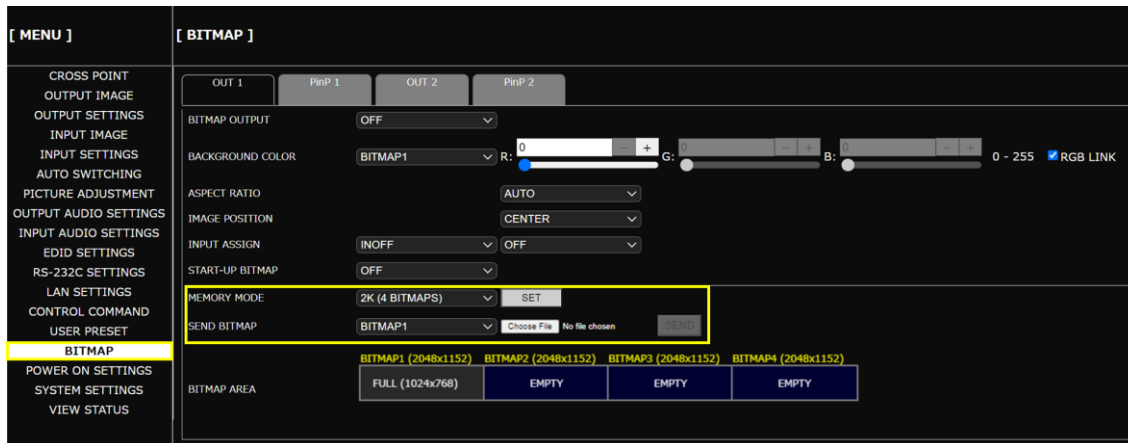 [ MENU ]
[ BITMAP ]
CROSS POINT
OUTPUT IMAGE
OUTPUT SETTINGS
INPUT IMAGE
INPUT SETTINGS
AUTO SWITCHING
PICTURE ADJUSTMENT
OUTPUT AUDIO SETTINGS
INPUT AUDIO SETTINGS
EDID SETTINGS
RS-232C SETTINGS
LAN SETTINGS
CONTROL COMMAND
USER PRESET
BITMAP
POWER ON SETTINGS
SYSTEM SETTINGS
VIEW STATUS
OUT 1 PinP 1 OUT 2 PinP 2
BITMAP OUTPUT OFF
BACKGROUND COLOR BITMAP1 R: 0 - + G: 0 - + B: 0 - + 0 - 255 RGB LINK
ASPECT RATIO AUTO
IMAGE POSITION CENTER
INPUT ASSIGN INOFF OFF
START-UP BITMAP OFF
MEMORY MODE 2K (4 BITMAPS) SET
SEND BITMAP BITMAP1 Choose File No file chosen SEND
BITMAP1 (2048x1152) BITMAP2 (2048x1152) BITMAP3 (2048x1152) BITMAP4 (2048x1152)
BITMAP AREA FULL (1024x768) EMPTY EMPTY EMPTY